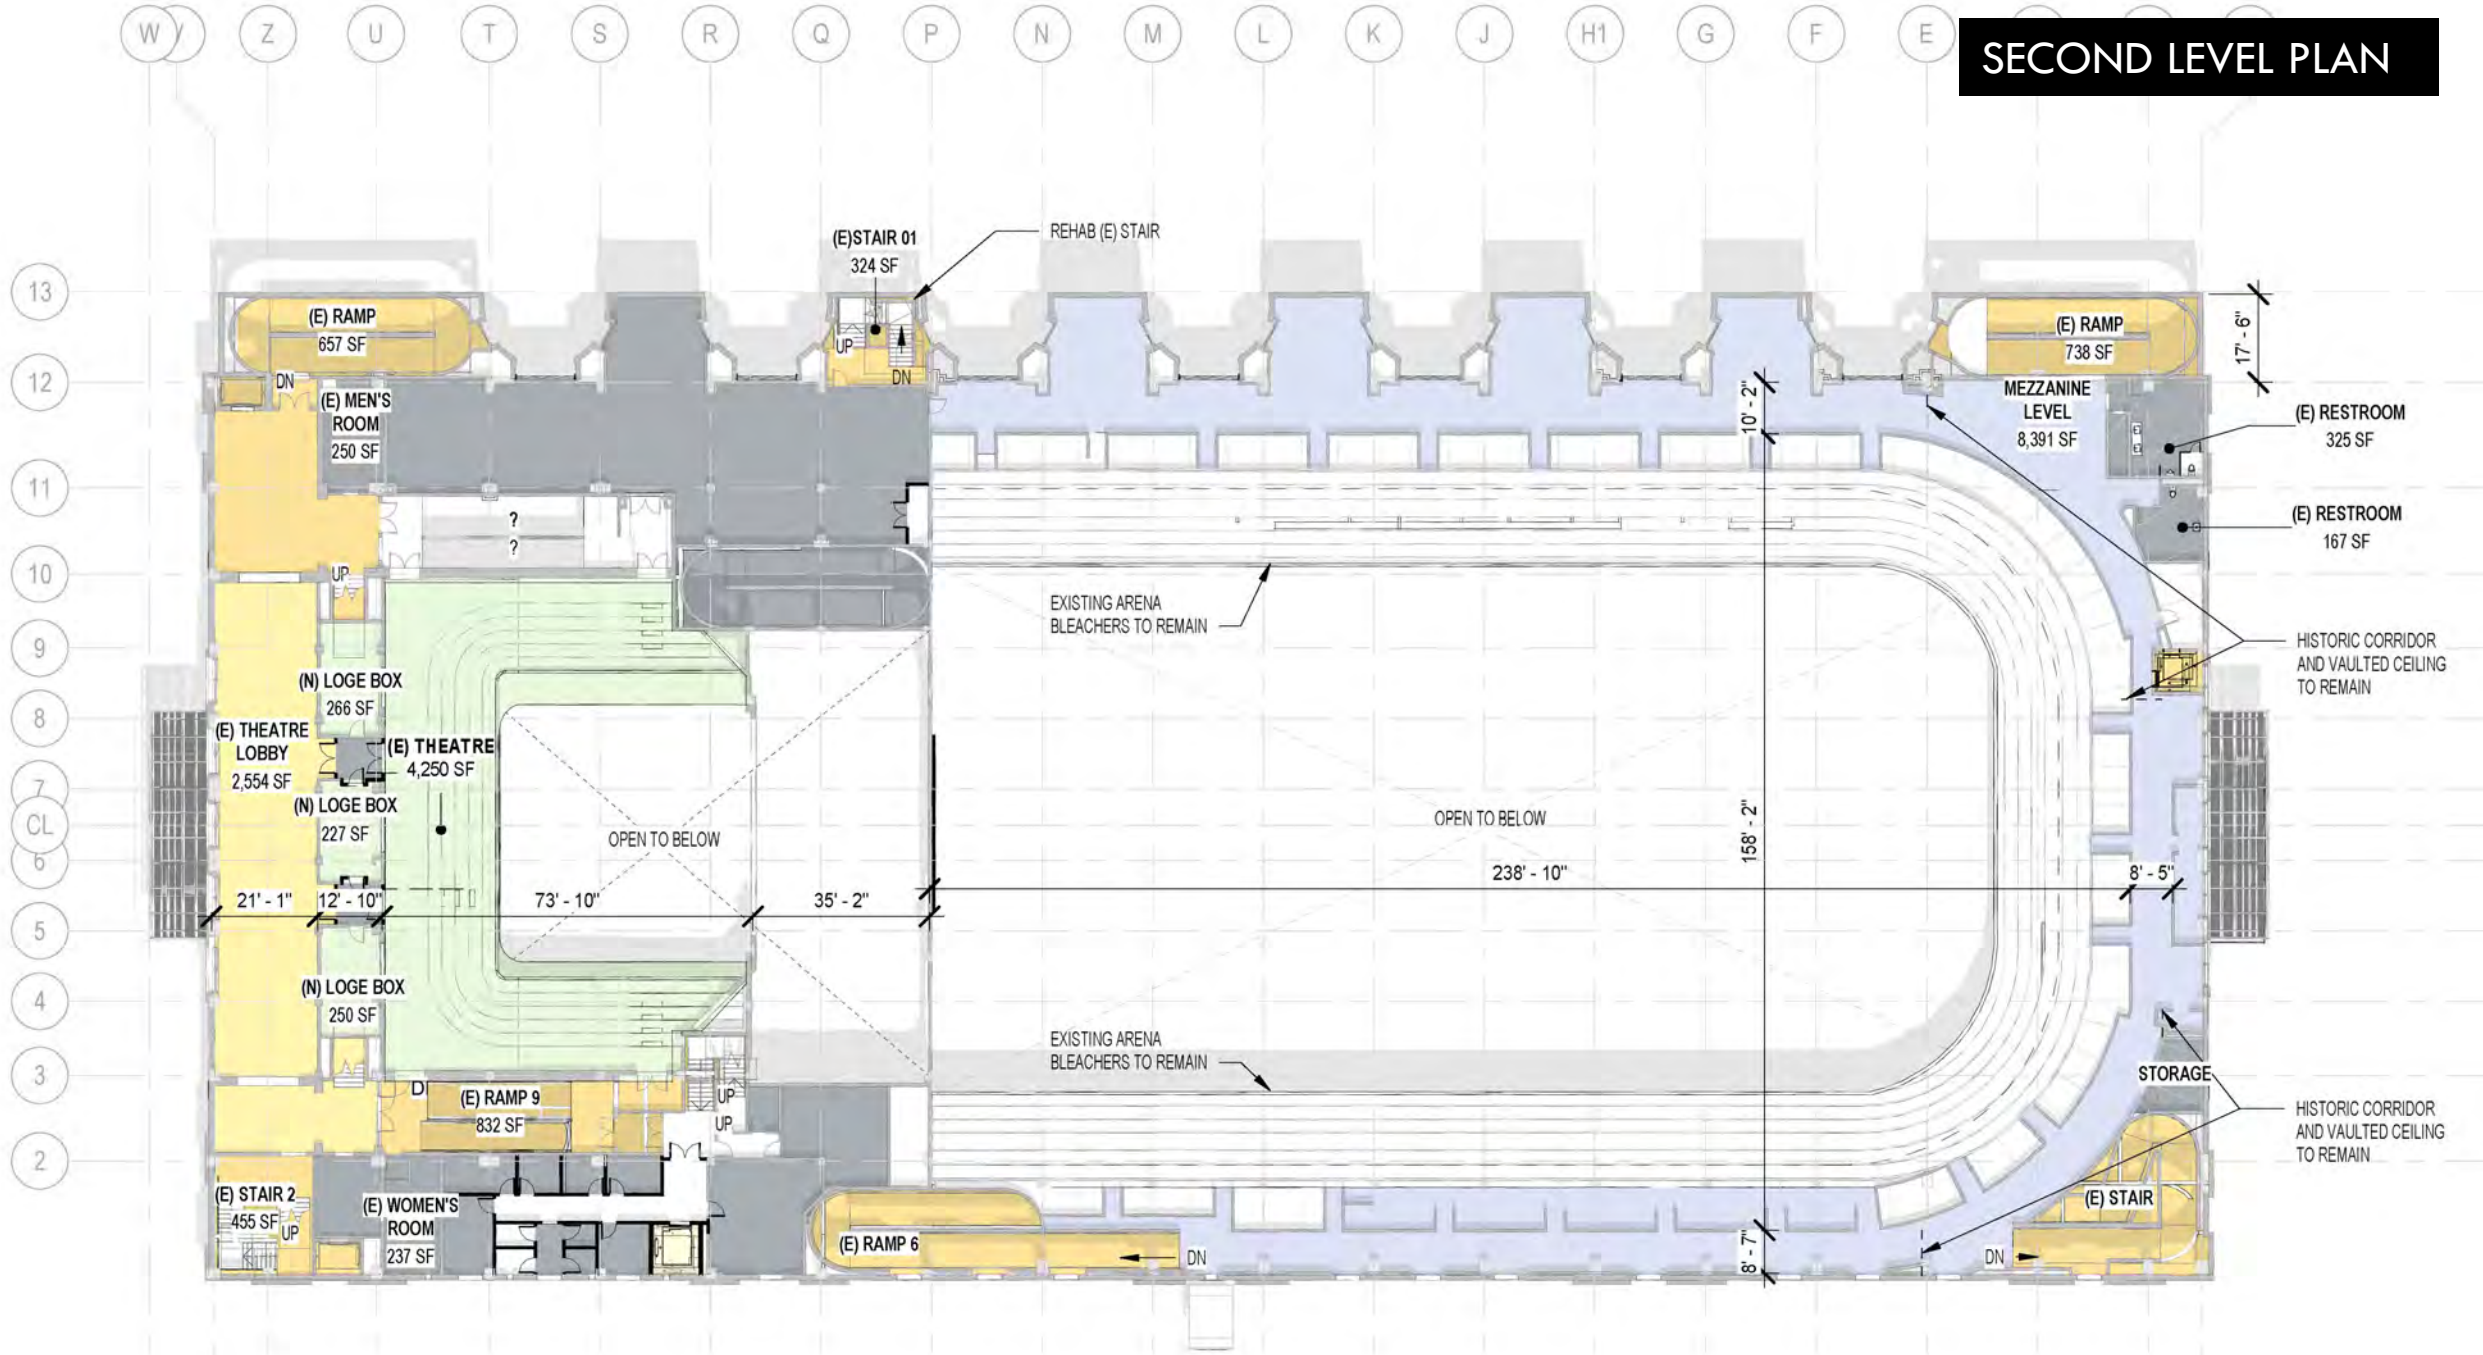 W
Z
U
T
S
R
Q
P
N
M
L
K
J
H1
G
F
E
SECOND LEVEL PLAN
(E)STAIR 01
324 SF
REHAB (E) STAIR
13
(E) RAMP
657 SF
UP
DN
(E) RAMP
738 SF
17' - 6"
12
DN
(E) MEN'S
ROOM
250 SF
10' - 2"
MEZZANINE
LEVEL
8,391 SF
(E) RESTROOM
325 SF
11
?
?
(E) RESTROOM
167 SF
10
UP
EXISTING ARENA
BLEACHERS TO REMAIN
9
HISTORIC CORRIDOR
AND VAULTED CEILING
TO REMAIN
(N) LOGE BOX
266 SF
8
(E) THEATRE
LOBBY
2,554 SF
(E) THEATRE
4,250 SF
7
(N) LOGE BOX
227 SF
CL
OPEN TO BELOW
OPEN TO BELOW
158' - 2"
6
21' - 1"
12' - 10"
73' - 10"
35' - 2"
238' - 10"
8' - 5"
5
(N) LOGE BOX
250 SF
4
EXISTING ARENA
BLEACHERS TO REMAIN
3
STORAGE
D
(E) RAMP 9
832 SF
UP
UP
HISTORIC CORRIDOR
AND VAULTED CEILING
TO REMAIN
2
(E) STAIR 2
455 SF
UP
(E) WOMEN'S
ROOM
237 SF
(E) RAMP 6
DN
8' - 7"
(E) STAIR
DN